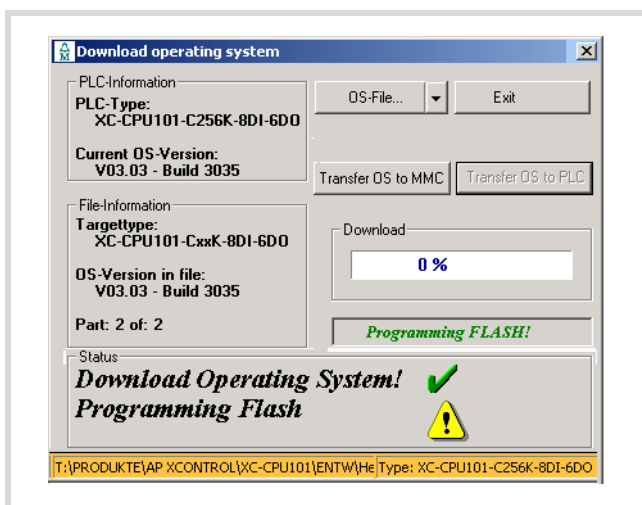 Download operating system
PLC-Information
PLC-Type:
XC-CPU101-C256K-8DI-6DO
Current OS-Version:
V03.03 - Build 3035
OS-File...
Exit
Transfer OS to MMC
Transfer OS to PLC
File-Information
Targettype:
XC-CPU101-CxxK-8DI-6DO
OS-Version in file:
V03.03 - Build 3035
Part: 2 of: 2
Download
0 %
Programming FLASH!
Status
Download Operating System!
Programming Flash
T:\PRODUKTE\AP XCONTROL\XC-CPU101\ENTW\He
Type: XC-CPU101-C256K-8DI-6DO